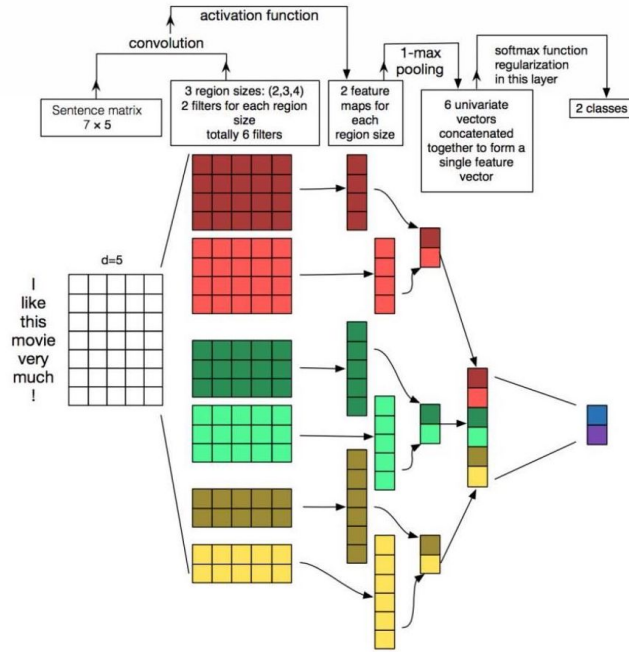 activation function
convolution
1-max
pooling
softmax function
regularization
in this layer
Sentence matrix
7 × 5
3 region sizes: (2,3,4)
2 filters for each region
size
totally 6 filters
2 feature
maps for
each
region size
6 univariate
vectors
concatenated
together to form a
single feature
vector
2 classes
d=5
I
like
this
movie
very
much
!